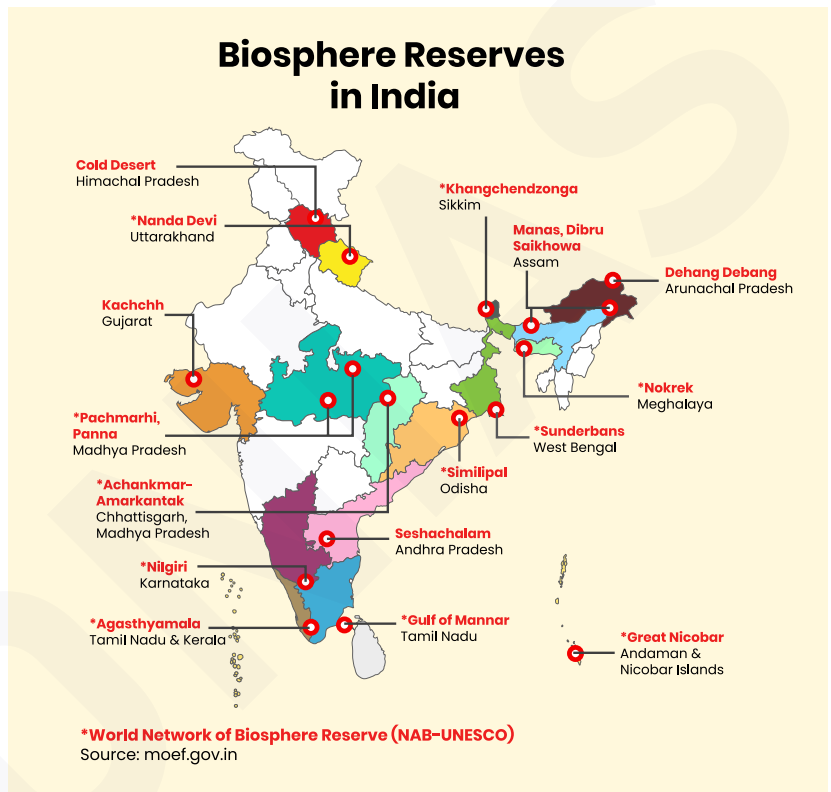 Biosphere Reserves
in India
Cold Desert
Himachal Pradesh
*Nanda Devi
Uttarakhand
*Khangchendzonga
Sikkim
Manas, Dibru
Saikhowa
Assam
Dehang Debang
Arunachal Pradesh
Kachchh
Gujarat
*Nokrek
Meghalaya
*Pachmarhi,
Panna
Madhya Pradesh
*Sunderbans
West Bengal
*Similipal
Odisha
*Achankmar-
Amarkantak
Chhattisgarh,
Madhya Pradesh
Seshachalam
Andhra Pradesh
*Nilgiri
Karnataka
*Agasthyamala
Tamil Nadu & Kerala
*Gulf of Mannar
Tamil Nadu
*Great Nicobar
Andaman &
Nicobar Islands
*World Network of Biosphere Reserve (NAB-UNESCO)
Source: moef.gov.in